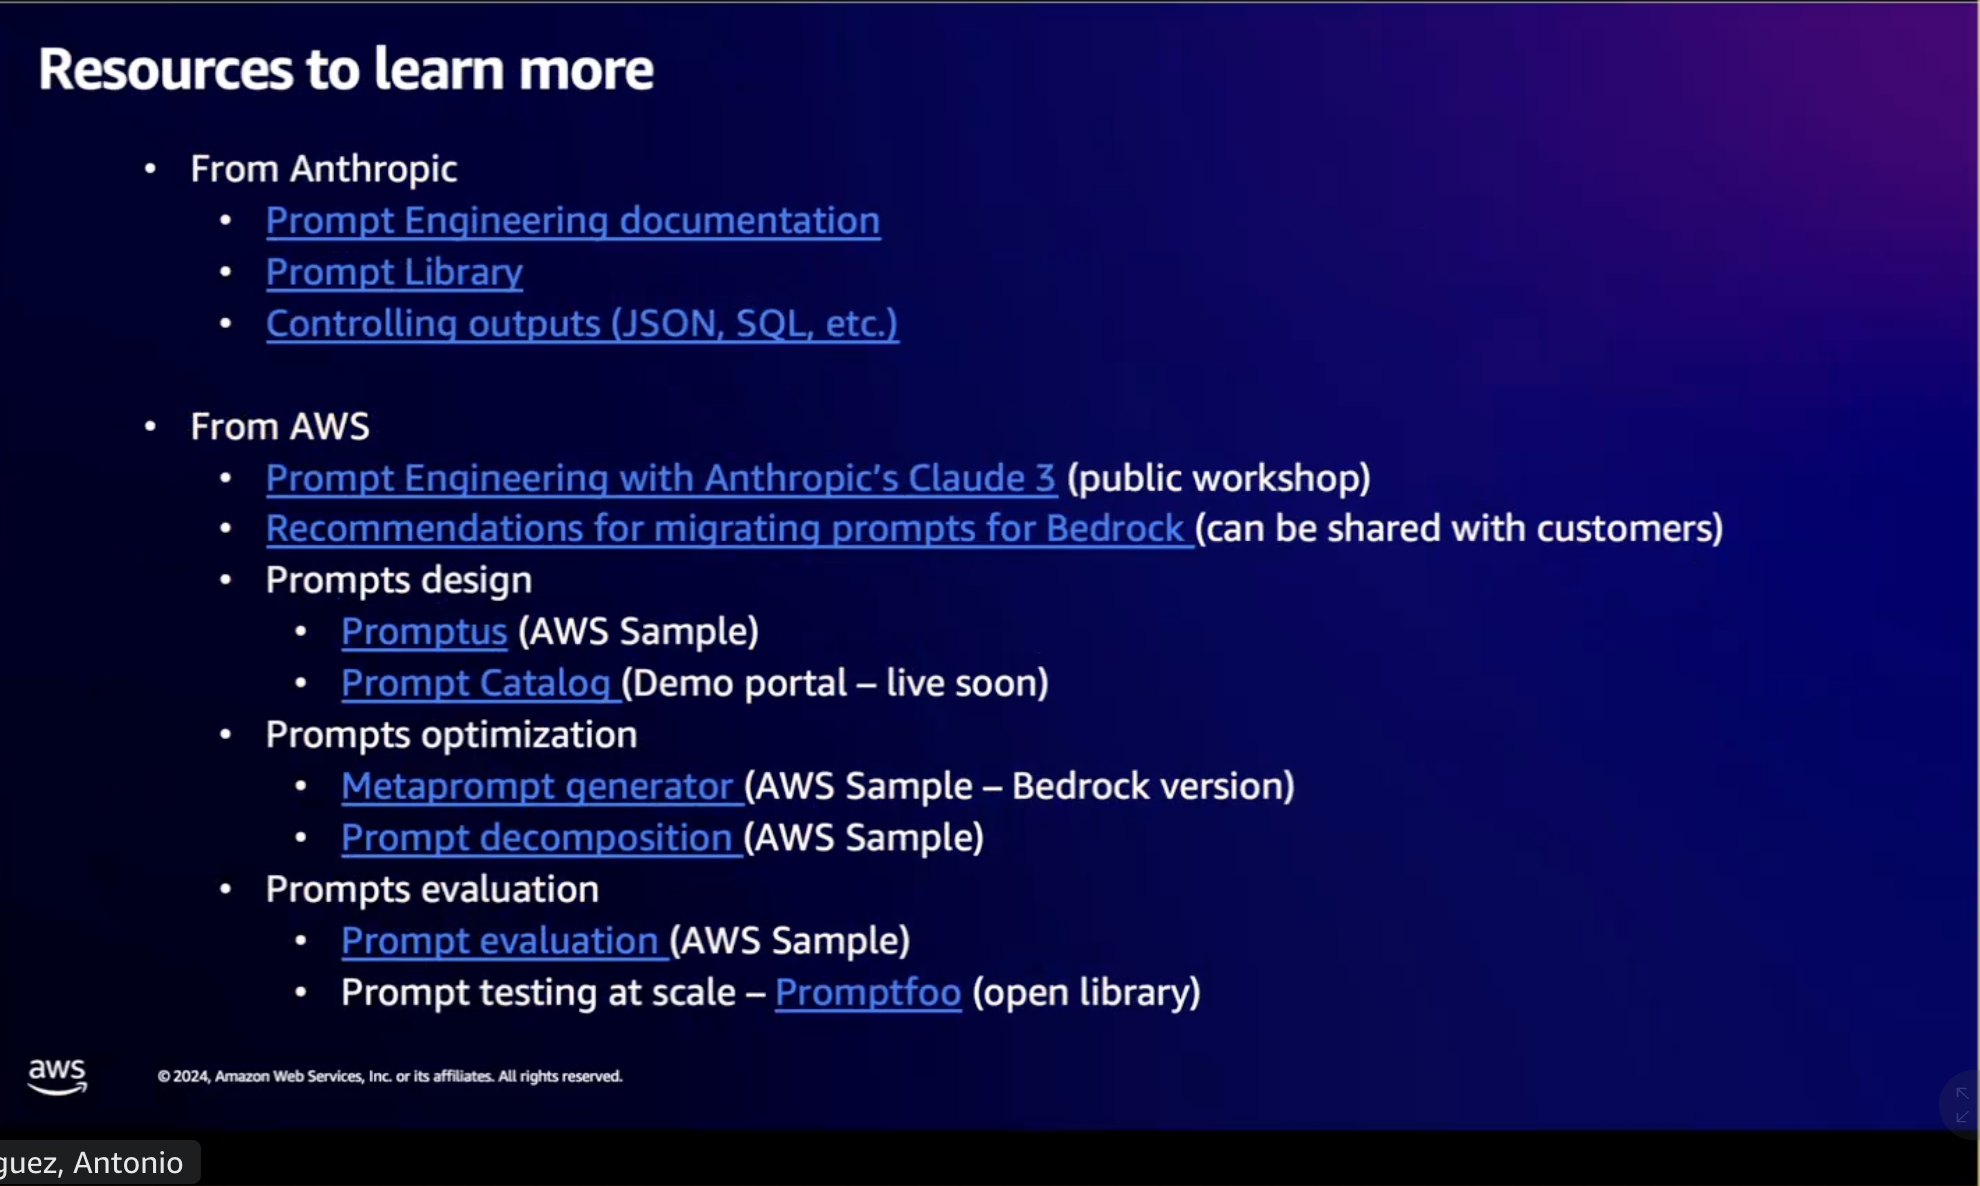 Resources to learn more
• From Anthropic
• Prompt Engineering documentation
• Prompt Library
• Controlling outputs (JSON, SQL, etc.)
• From AWS
• Prompt Engineering with Anthropic's Claude 3 (public workshop)
• Recommendations for migrating prompts for Bedrock (can be shared with customers)
• Prompts design
• Promptus (AWS Sample)
• Prompt Catalog (Demo portal – live soon)
• Prompts optimization
• Metaprompt generator (AWS Sample – Bedrock version)
• Prompt decomposition (AWS Sample)
• Prompts evaluation
• Prompt evaluation (AWS Sample)
• Prompt testing at scale – Promptfoo (open library)
aws
© 2024, Amazon Web Services, Inc. or its affiliates. All rights reserved.
guez, Antonio